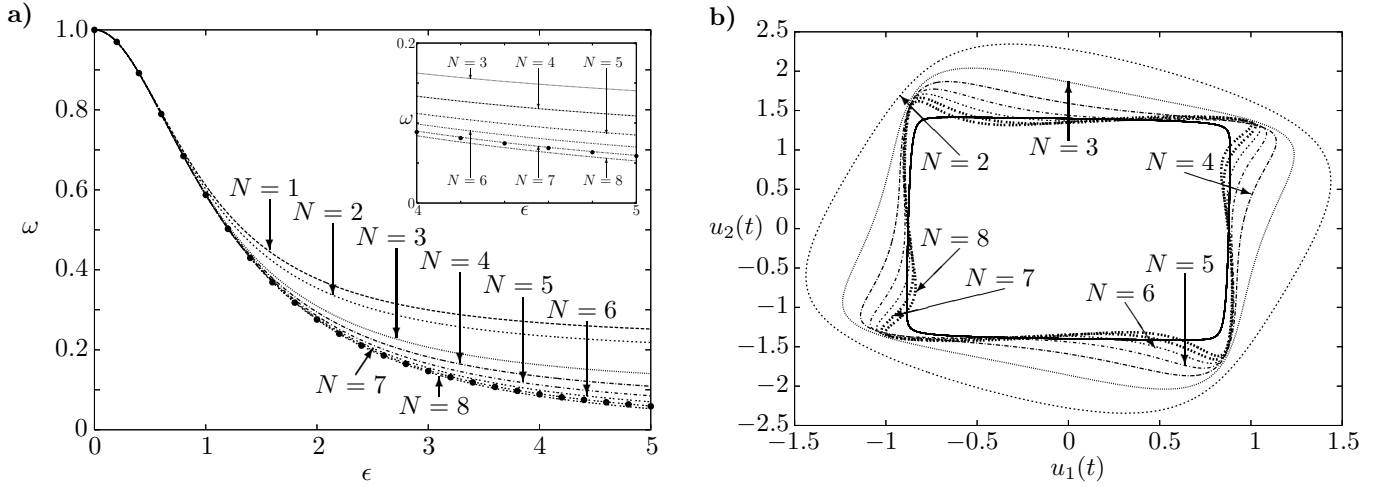 a)
1.0
0.8
0.6
0.4
0.2
0.0
ω
0
1
2
3
4
5
ϵ
N = 1
N = 2
N = 3
N = 4
N = 5
N = 6
N = 7
N = 8
0.2
ω
0
4
ϵ
5
N = 3
N = 4
N = 5
N = 6
N = 7
N = 8
b)
2.5
2
1.5
1
0.5
0
−0.5
−1
−1.5
−2
−2.5
u₂(t)
−1.5
−1
−0.5
0
0.5
1
1.5
u₁(t)
N = 2
N = 3
N = 4
N = 8
N = 7
N = 5
N = 6